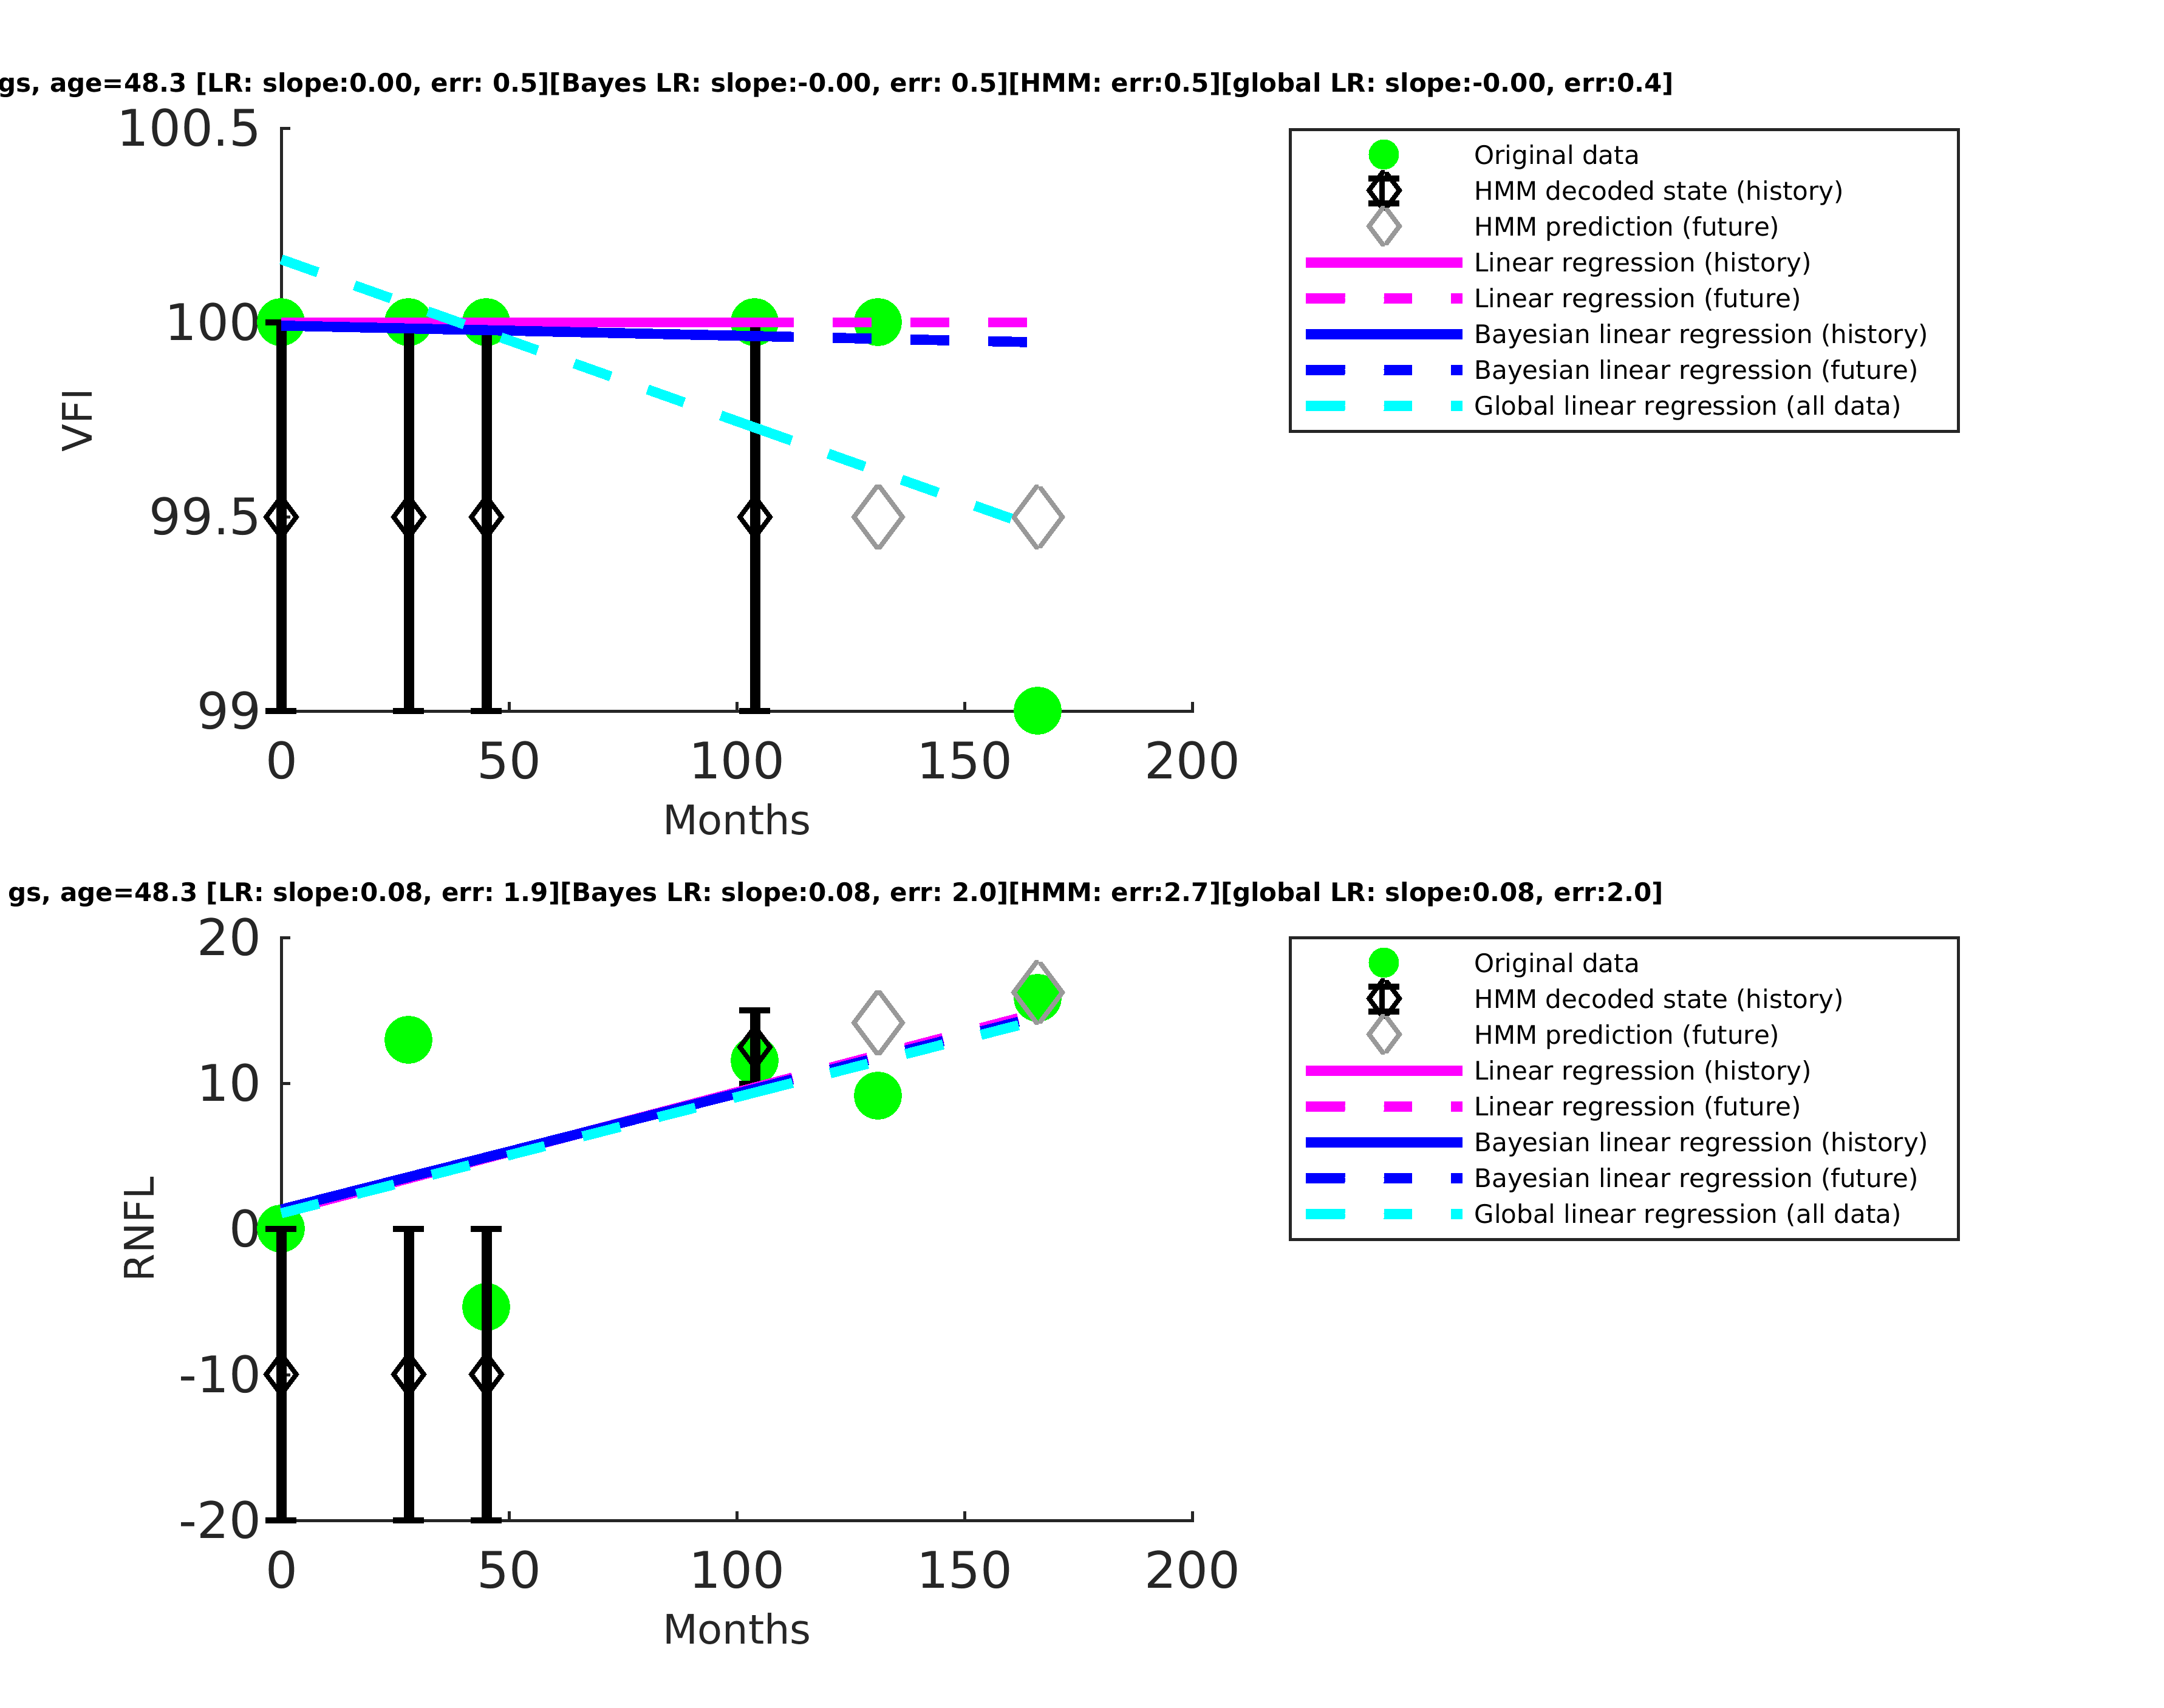 gs, age=48.3 [LR: slope:0.00, err: 0.5][Bayes LR: slope:-0.00, err: 0.5][HMM: err:0.5][global LR: slope:-0.00, err:0.4]
100.5
100
99.5
99
VFI
0 50 100 150 200
Months
Original data
HMM decoded state (history)
HMM prediction (future)
Linear regression (history)
Linear regression (future)
Bayesian linear regression (history)
Bayesian linear regression (future)
Global linear regression (all data)
gs, age=48.3 [LR: slope:0.08, err: 1.9][Bayes LR: slope:0.08, err: 2.0][HMM: err:2.7][global LR: slope:0.08, err:2.0]
20
10
0
-10
-20
RNFL
0 50 100 150 200
Months
Original data
HMM decoded state (history)
HMM prediction (future)
Linear regression (history)
Linear regression (future)
Bayesian linear regression (history)
Bayesian linear regression (future)
Global linear regression (all data)